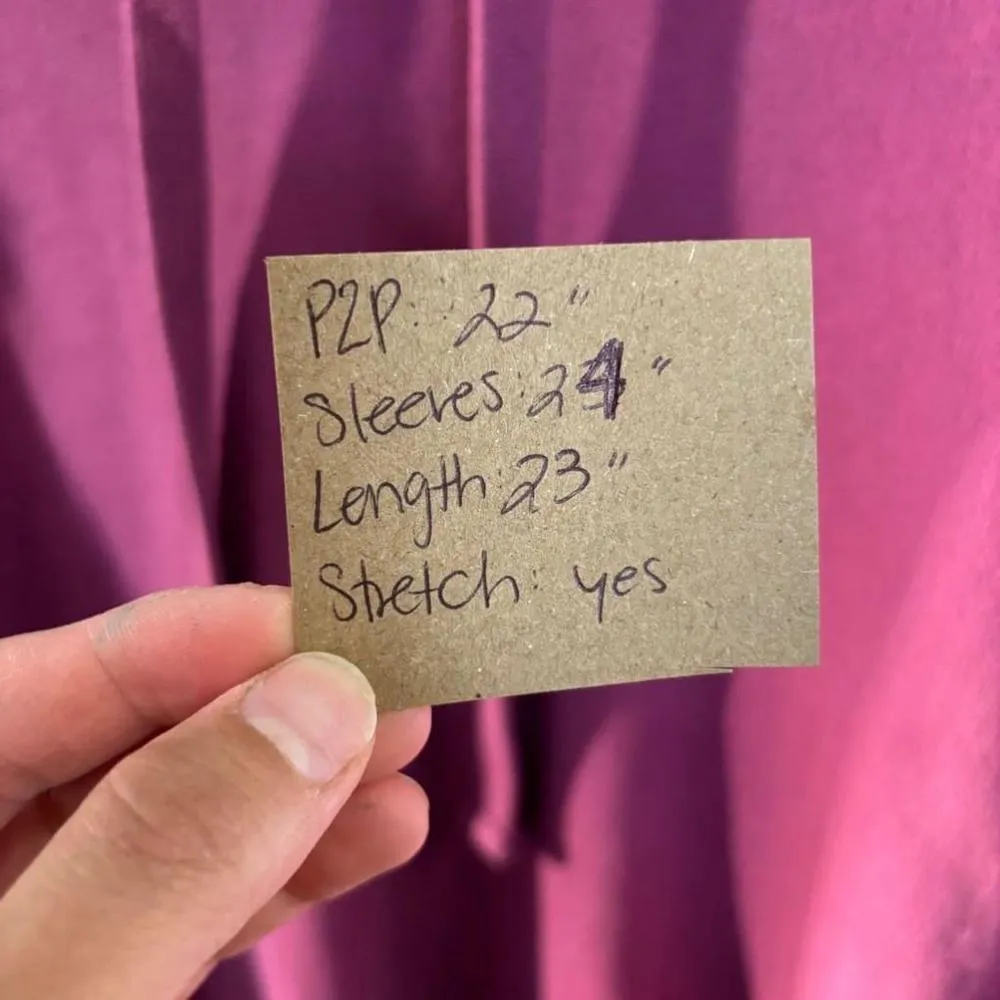 P2P: 22"
Sleeves: 24"
Length: 23"
Stretch: yes